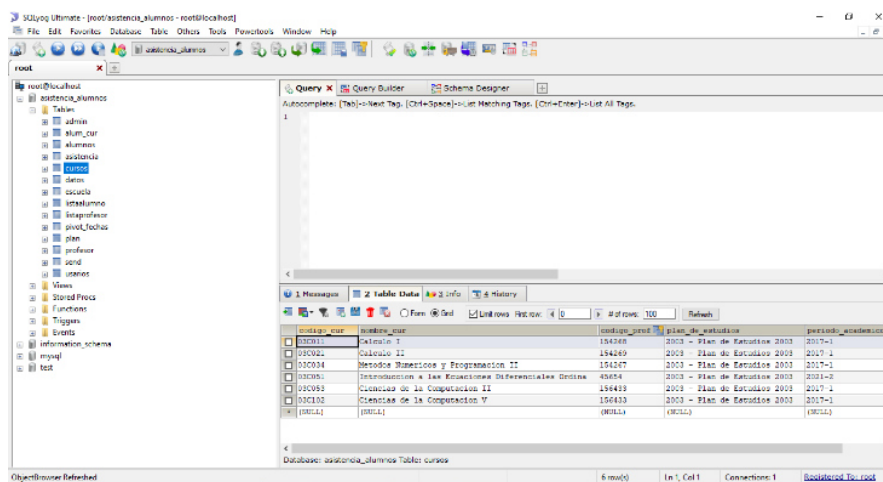 SQLyog Ultimate - [root/asistencia_alumnos - root@localhost]
File Edit Favorites Database Table Others Tools Powertools Window Help
asistencia_alumnos
root
root@localhost
asistencia_alumnos
Tables
admin
alum_cur
alumnos
asistencia
cursos
datos
escuela
listaalumno
listaprofesor
pivot_fechas
plan
profesor
send
usarios
Views
Stored Procs
Functions
Triggers
Events
information_schema
mysql
test
Query Query Builder Schema Designer
Autocomplete: [Tab]->Next Tag. [Ctrl+Space]->List Matching Tags. [Ctrl+Enter]->List All Tags.
1
1 Messages 2 Table Data 3 Info 4 History
Form Grid Limit rows First row: 0 # of rows: 100 Refresh
codigo_cur nombre_cur codigo_prof plan_de_estudios periodo_academico
03C011 Calculo I 154268 2003 - Plan de Estudios 2003 2017-1
03C021 Calculo II 154269 2003 - Plan de Estudios 2003 2017-1
03C034 Metodos Numericos y Programacion II 154267 2003 - Plan de Estudios 2003 2017-1
03C051 Introduccion a las Ecuaciones Diferenciales Ordina 45654 2003 - Plan de Estudios 2003 2021-2
03C053 Ciencias de la Computacion II 156433 2003 - Plan de Estudios 2003 2017-1
03C102 Ciencias de la Computacion V 156433 2003 - Plan de Estudios 2003 2017-1
(NULL) (NULL) (NULL) (NULL) (NULL)
Database: asistencia_alumnos Table: cursos
ObjectBrowser Refreshed 6 row(s) Ln 1, Col 1 Connections: 1 Registered To: root